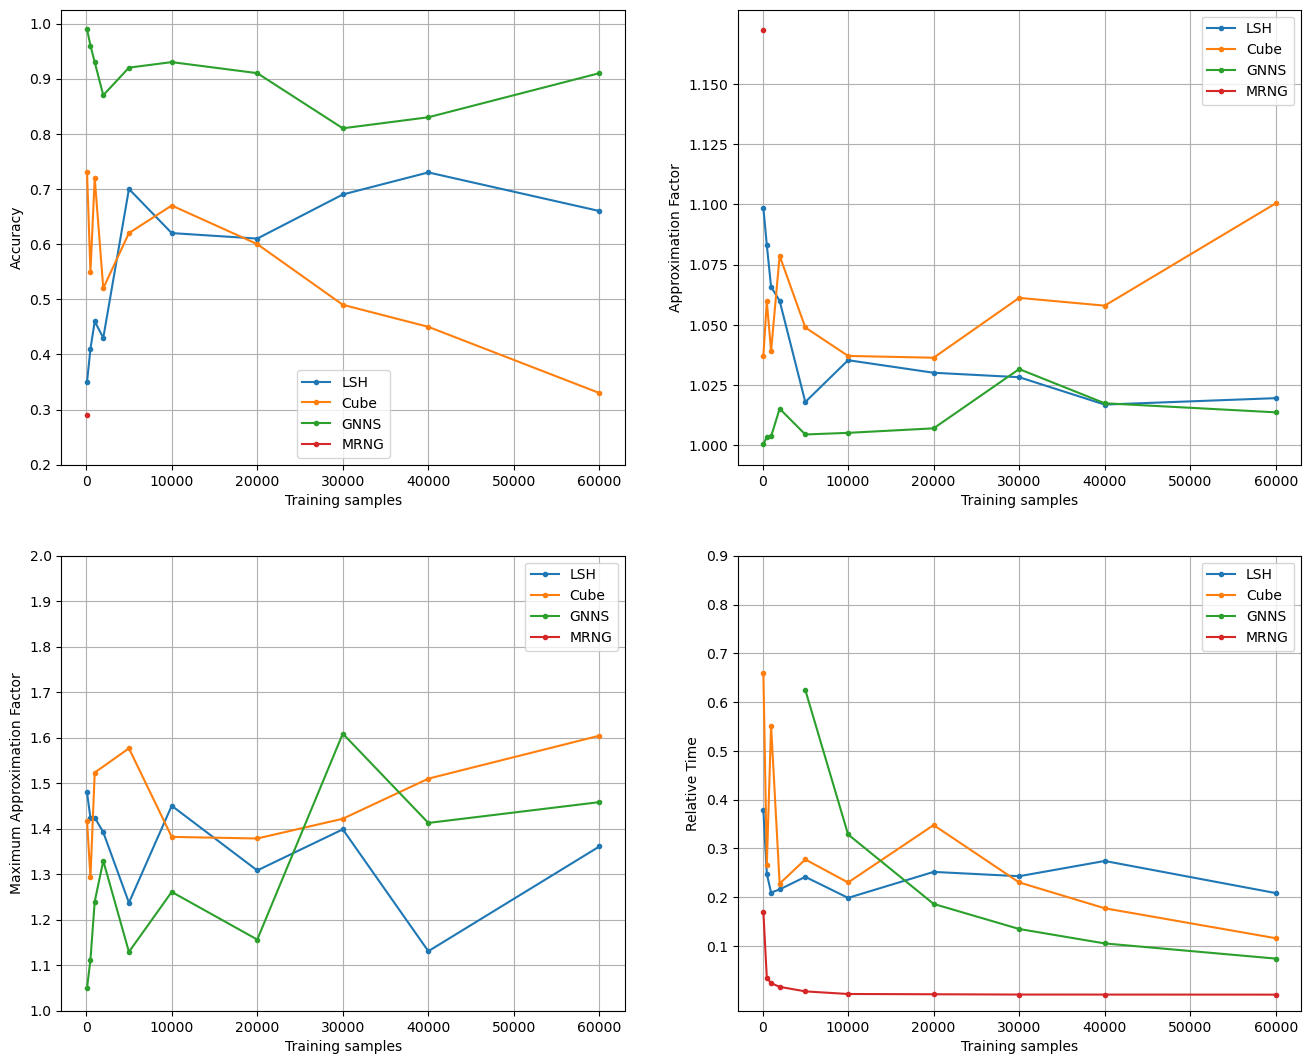 1.0
0.9
0.8
0.7
0.6
0.5
0.4
0.3
0.2
Accuracy
LSH
Cube
GNNS
MRNG
0 10000 20000 30000 40000 50000 60000
Training samples
1.150
1.125
1.100
1.075
1.050
1.025
1.000
Approximation Factor
LSH
Cube
GNNS
MRNG
0 10000 20000 30000 40000 50000 60000
Training samples
2.0
1.9
1.8
1.7
1.6
1.5
1.4
1.3
1.2
1.1
1.0
Maximum Approximation Factor
LSH
Cube
GNNS
MRNG
0 10000 20000 30000 40000 50000 60000
Training samples
0.9
0.8
0.7
0.6
0.5
0.4
0.3
0.2
0.1
Relative Time
LSH
Cube
GNNS
MRNG
0 10000 20000 30000 40000 50000 60000
Training samples